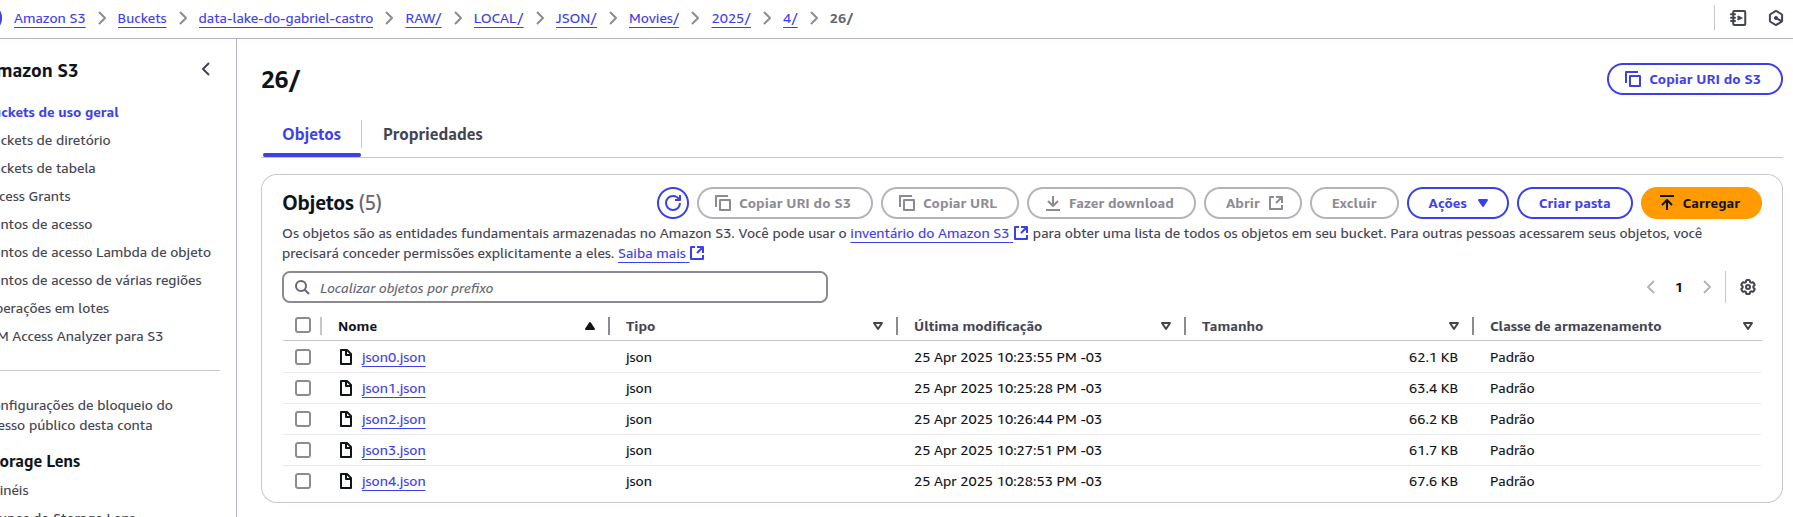 Amazon S3 > Buckets > data-lake-do-gabriel-castro > RAW/ > LOCAL/ > JSON/ > Movies/ > 2025/ > 4/ > 26/
mazon S3
ckets de uso geral
ckets de diretório
ckets de tabela
cess Grants
ntos de acesso
ntos de acesso Lambda de objeto
ntos de acesso de várias regiões
perações em lotes
M Access Analyzer para S3
onfigurações de bloqueio do
esso público desta conta
orage Lens
inéis
26/
Copiar URI do S3
Objetos
Propriedades
Objetos (5)
Copiar URI do S3
Copiar URL
Fazer download
Abrir
Excluir
Ações
Criar pasta
Carregar
Os objetos são as entidades fundamentais armazenadas no Amazon S3. Você pode usar o inventário do Amazon S3 para obter uma lista de todos os objetos em seu bucket. Para outras pessoas acessarem seus objetos, você
precisará conceder permissões explicitamente a eles. Saiba mais
Localizar objetos por prefixo
1
Nome Tipo Última modificação Tamanho Classe de armazenamento
json0.json json 25 Apr 2025 10:23:55 PM -03 62.1 KB Padrão
json1.json json 25 Apr 2025 10:25:28 PM -03 63.4 KB Padrão
json2.json json 25 Apr 2025 10:26:44 PM -03 66.2 KB Padrão
json3.json json 25 Apr 2025 10:27:51 PM -03 61.7 KB Padrão
json4.json json 25 Apr 2025 10:28:53 PM -03 67.6 KB Padrão